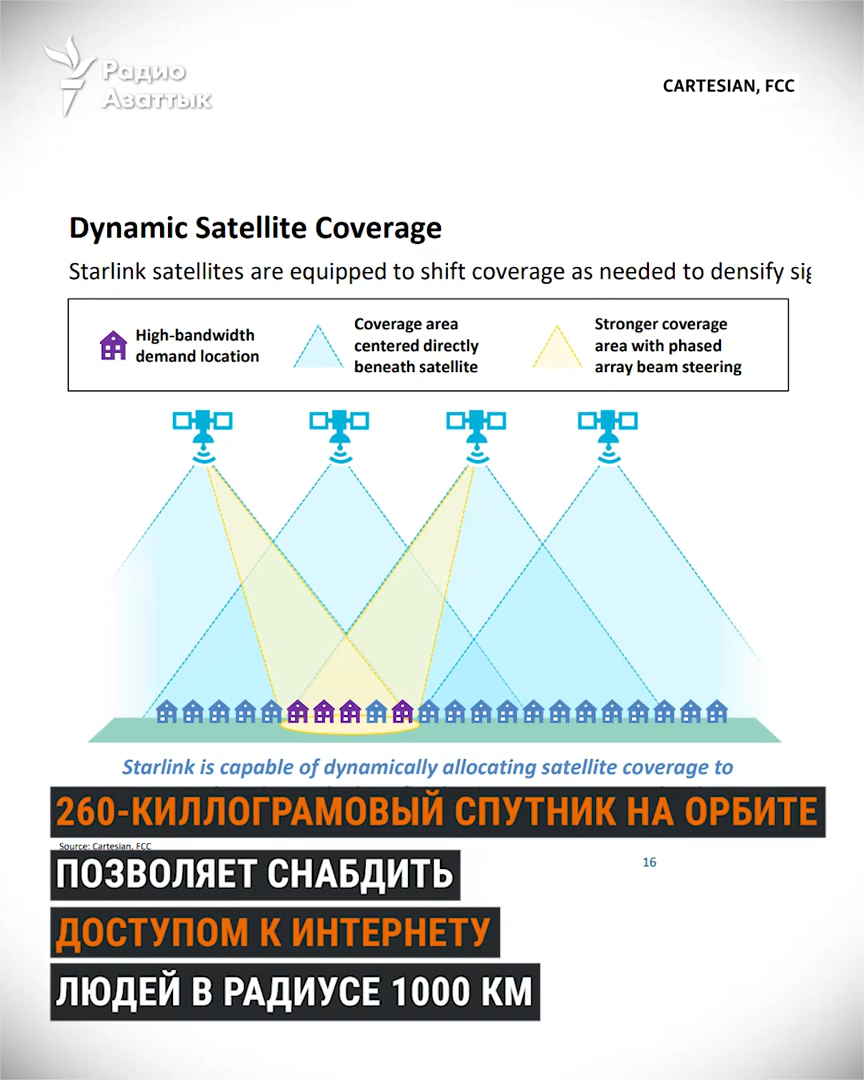 Радио
Азаттык
CARTESIAN, FCC
Dynamic Satellite Coverage
Starlink satellites are equipped to shift coverage as needed to densify
High-bandwidth
demand location
Coverage area
centered directly
beneath satellite
Stronger coverage
area with phased
array beam steering
Starlink is capable of dynamically allocating satellite coverage to
260-КИЛЛОГРАМОВЫЙ СПУТНИК НА ОРБИТЕ
Source: Cartesian, FCC
ПОЗВОЛЯЕТ СНАБДИТЬ
16
ДОСТУПОМ К ИНТЕРНЕТУ
ЛЮДЕЙ В РАДИУСЕ 1000 КМ